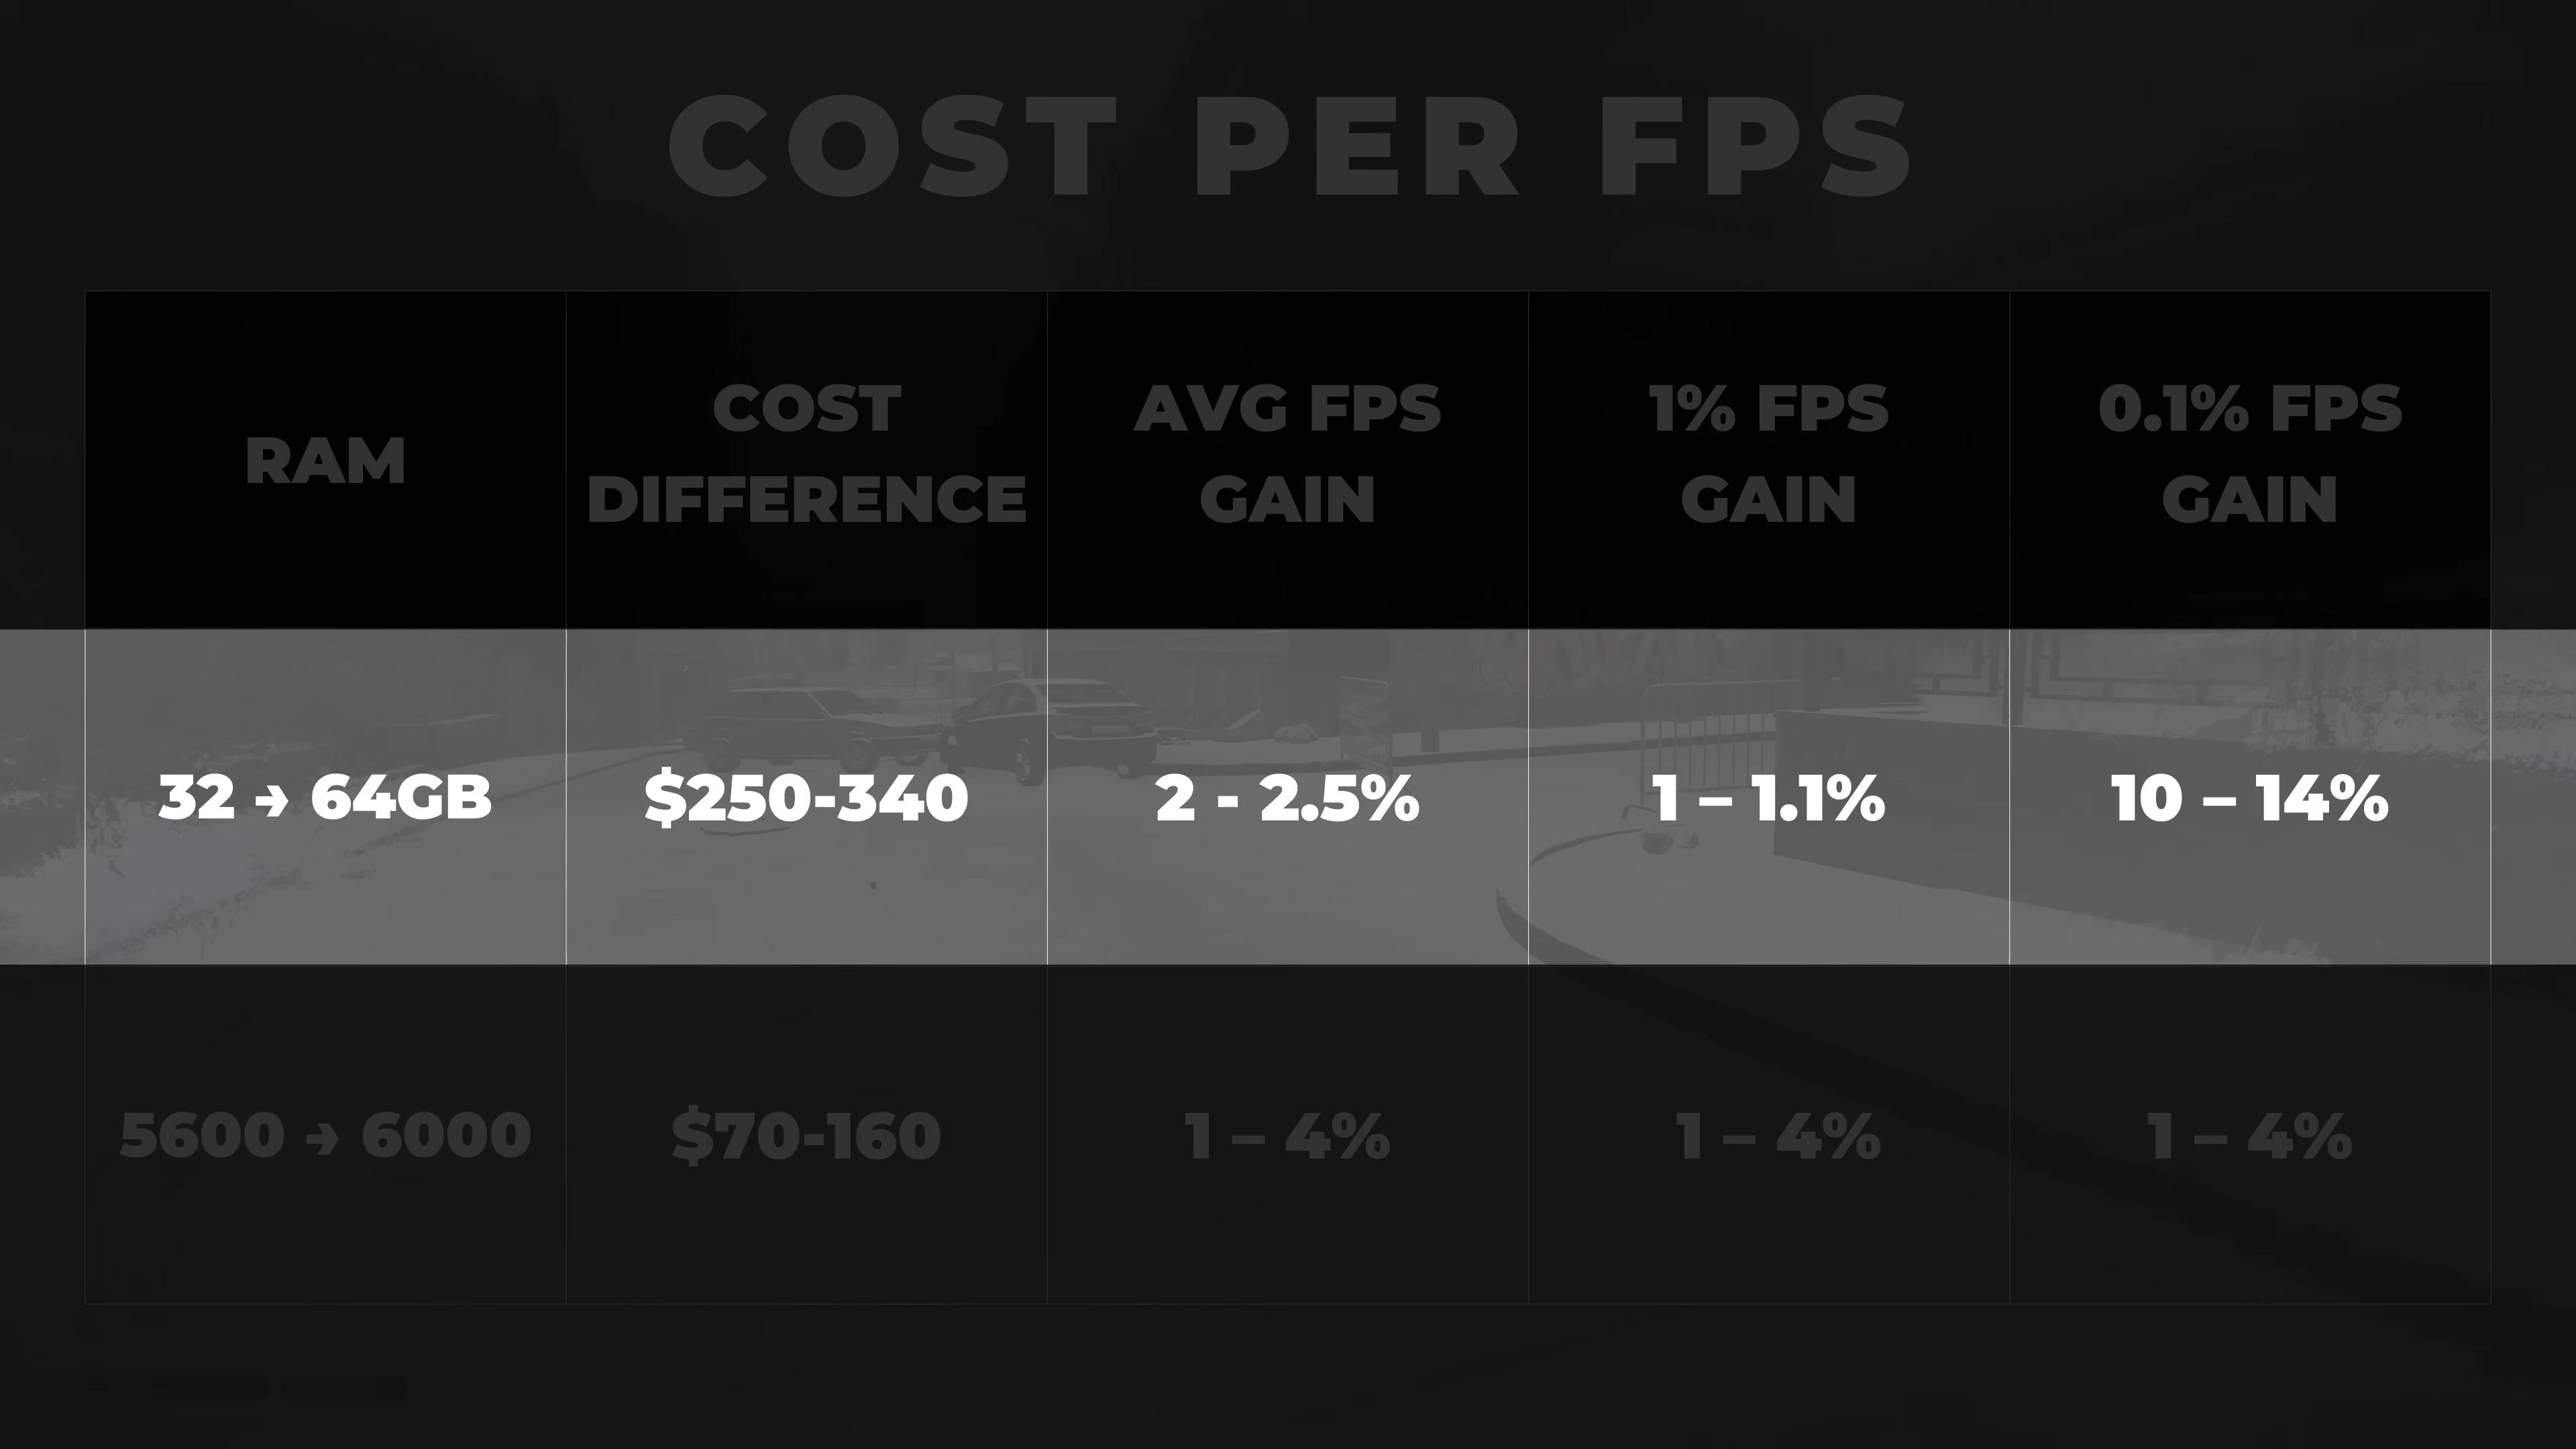 COST PER FPS
RAM
COST
DIFFERENCE
AVG FPS
GAIN
1% FPS
GAIN
0.1% FPS
GAIN
32 → 64GB
$250-340
2 - 2.5%
1 – 1.1%
10 – 14%
5600 → 6000
$70-160
1 – 4%
1 – 4%
1 – 4%